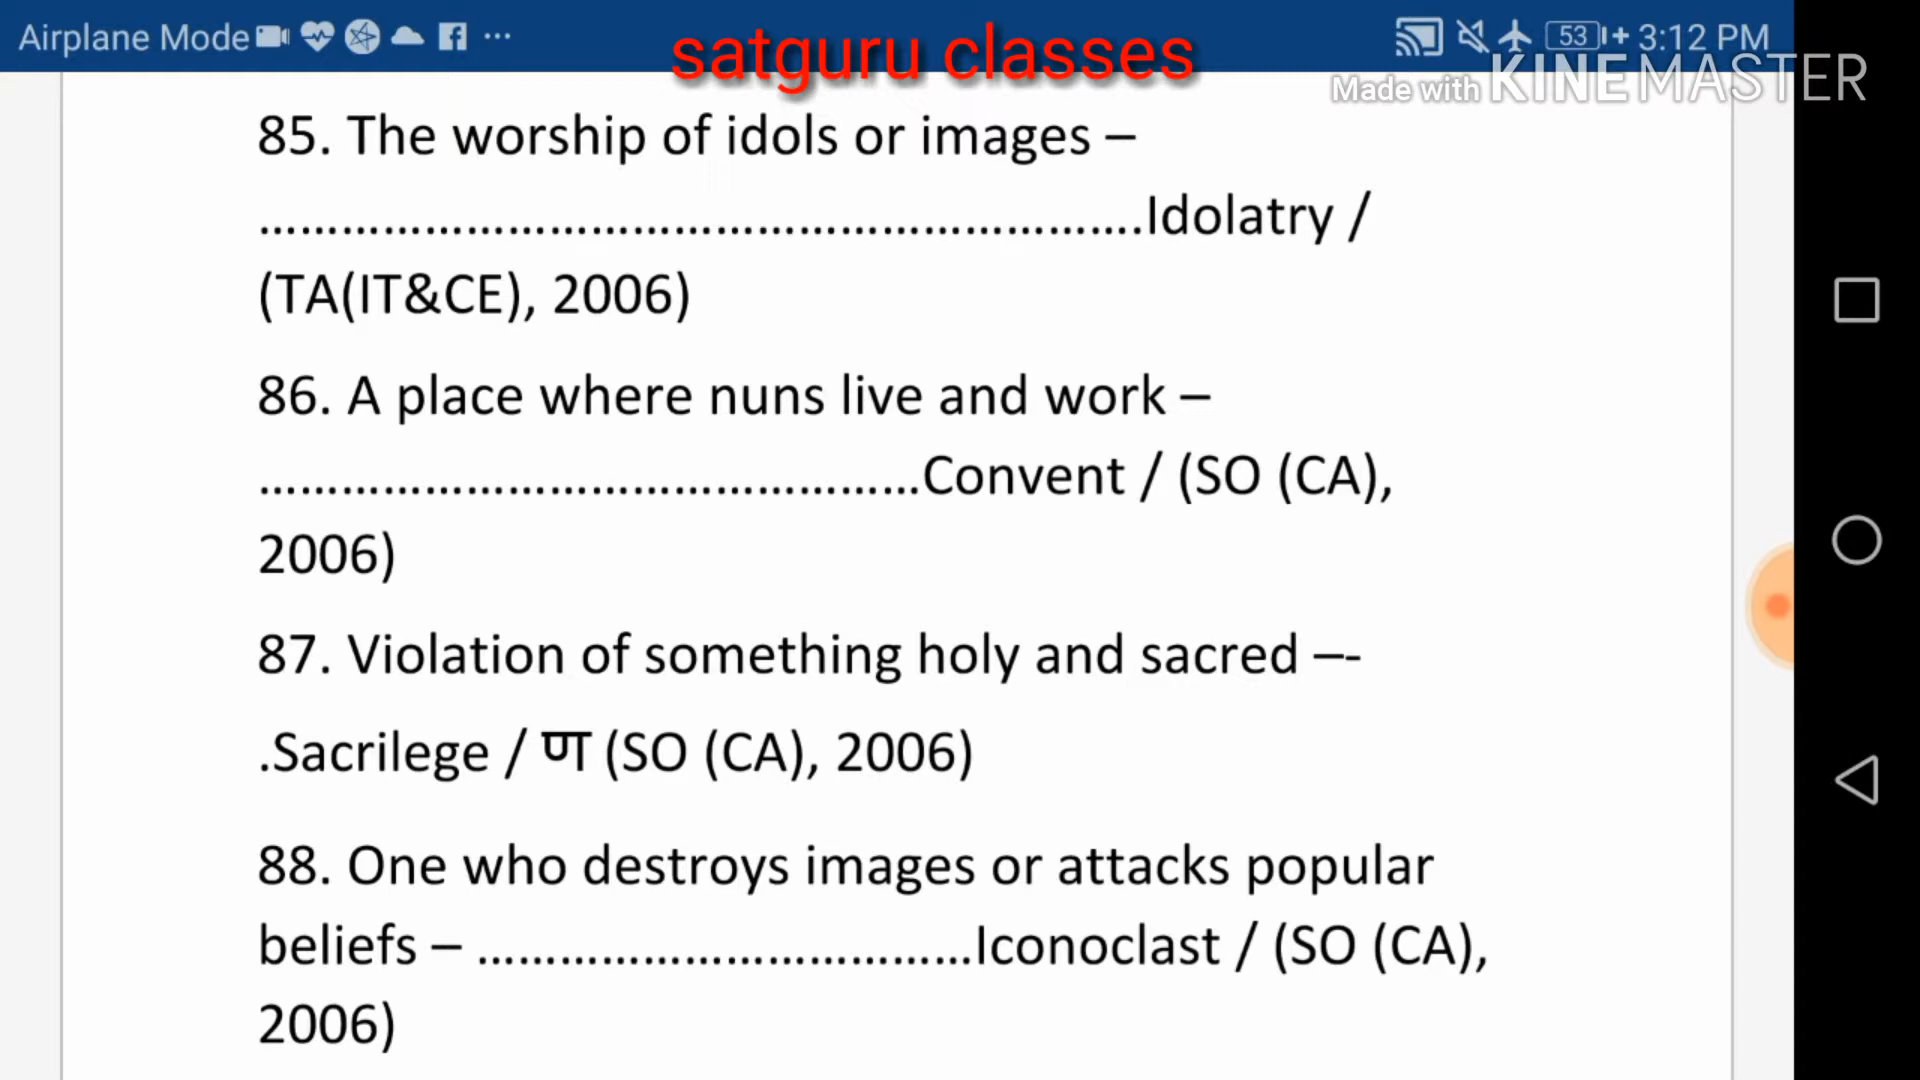 Airplane Mode
satguru classes
53 3:12 PM
Made with KINEMASTER
85. The worship of idols or images –
…………………………………………………………Idolatry /
(TA(IT&CE), 2006)
86. A place where nuns live and work –
…………………………………………Convent / (SO (CA),
2006)
87. Violation of something holy and sacred –-
.Sacrilege / ण (SO (CA), 2006)
88. One who destroys images or attacks popular
beliefs – ………………………………Iconoclast / (SO (CA),
2006)